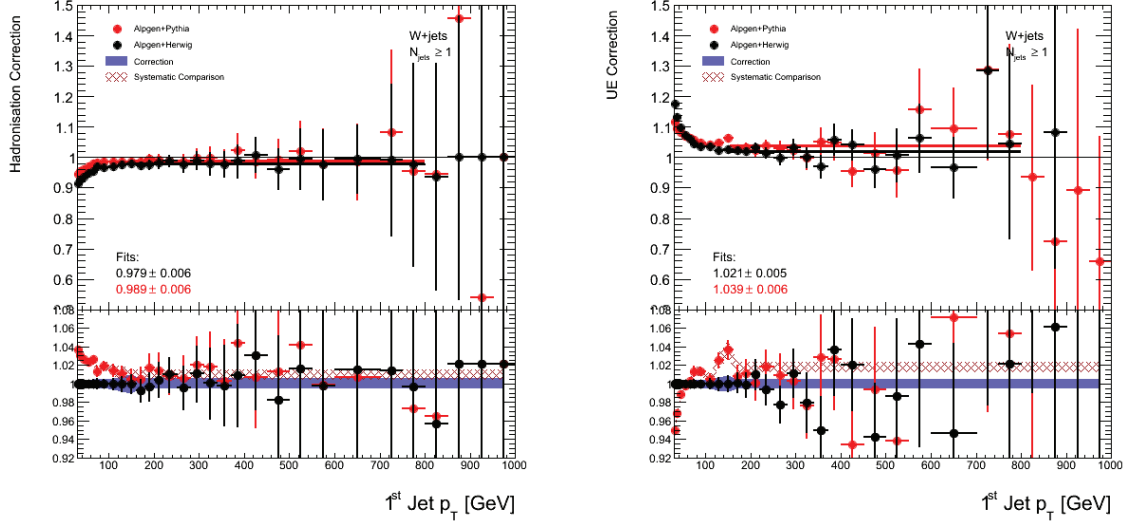 Hadronisation Correction
1.5
1.4
1.3
1.2
1.1
1
0.9
0.8
0.7
0.6
Alpgen+Pythia
Alpgen+Herwig
Correction
Systematic Comparison
W+jets
N_jets ≥ 1
Fits:
0.979 ± 0.006
0.989 ± 0.006
1.08
1.06
1.04
1.02
1
0.98
0.96
0.94
0.92
100 200 300 400 500 600 700 800 900 1000
1st Jet p_T [GeV]
UE Correction
1.5
1.4
1.3
1.2
1.1
1
0.9
0.8
0.7
0.6
Alpgen+Pythia
Alpgen+Herwig
Correction
Systematic Comparison
W+jets
N_jets ≥ 1
Fits:
1.021 ± 0.005
1.039 ± 0.006
1.08
1.06
1.04
1.02
1
0.98
0.96
0.94
0.92
100 200 300 400 500 600 700 800 900 1000
1st Jet p_T [GeV]